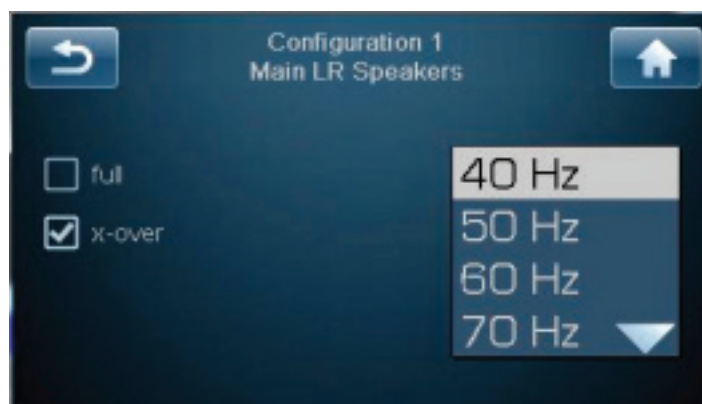 Configuration 1
Main LR Speakers
full
x-over
40 Hz
50 Hz
60 Hz
70 Hz